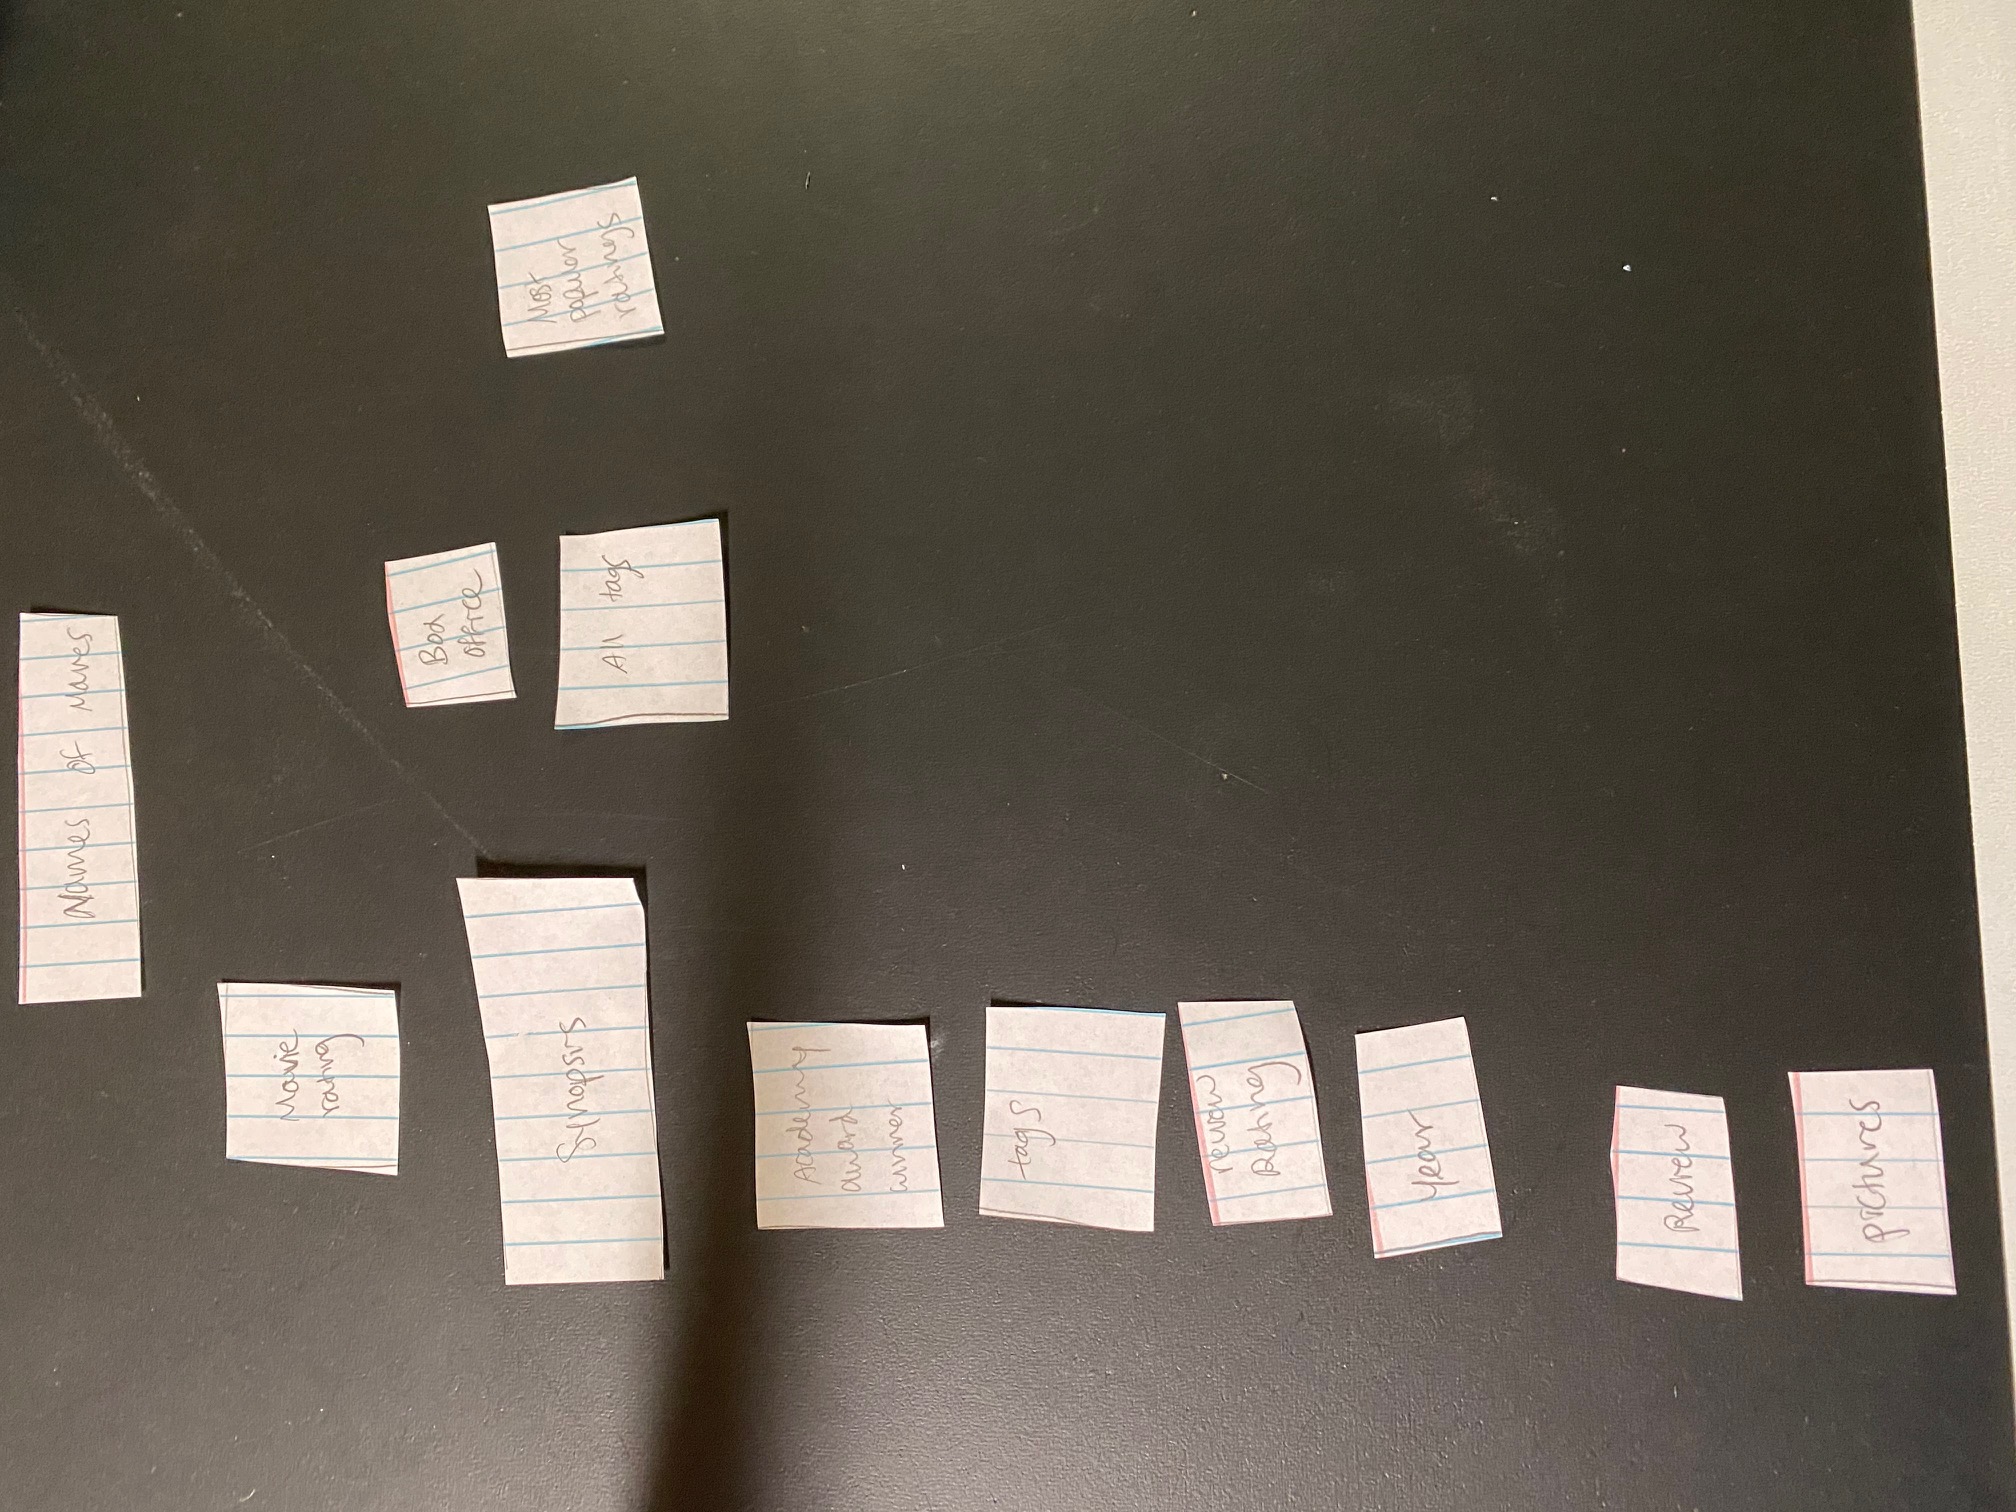 Names of Movies
Movie
rating
Box
office
Synopsis
All tags
Most
popular
ratings
Academy
award
winner
tags
review
Rating
year
Review
pictures